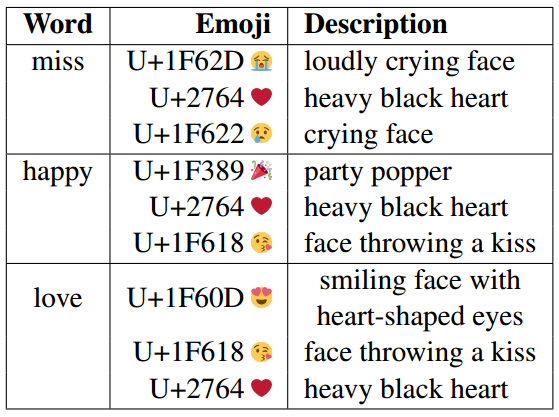 Word Emoji Description
miss U+1F62D 😭 loudly crying face
U+2764 ❤ heavy black heart
U+1F622 😢 crying face
happy U+1F389 🎉 party popper
U+2764 ❤ heavy black heart
U+1F618 😘 face throwing a kiss
love U+1F60D 😍 smiling face with
heart-shaped eyes
U+1F618 😘 face throwing a kiss
U+2764 ❤ heavy black heart